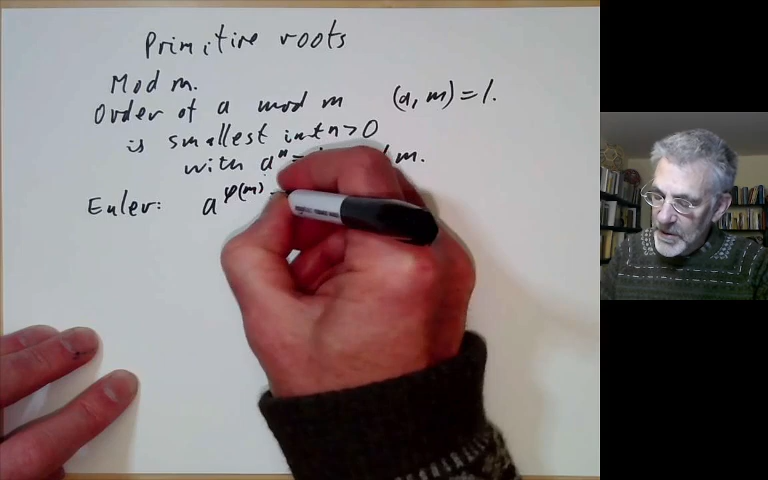 Primitive roots
Mod m.
Order of a mod m (a, m) = 1.
is smallest int n > 0
with aⁿ = m.
Euler: a^φ(m)